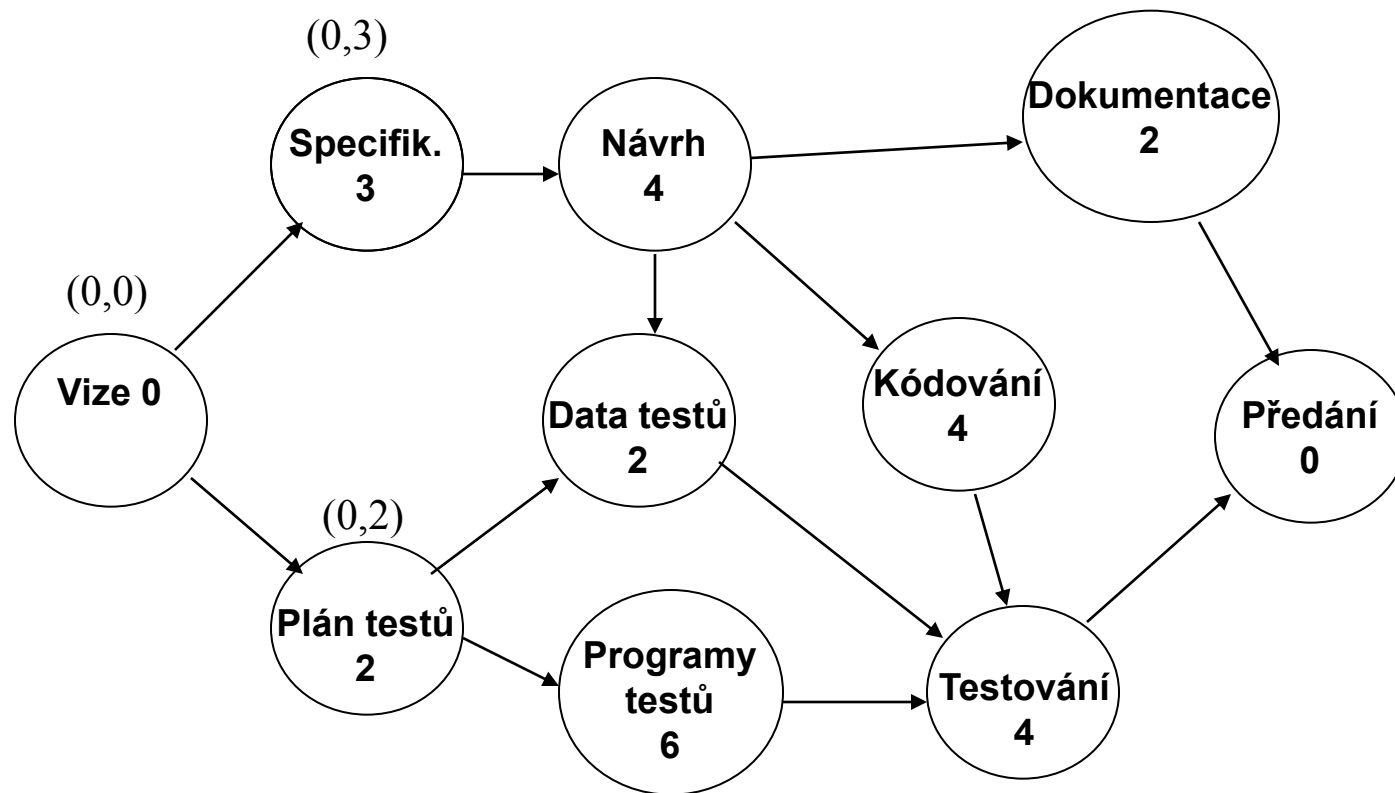 (0,3)
Specifik.
3
Návrh
4
Dokumentace
2
(0,0)
Vize 0
Data testů
2
Kódování
4
Předání
0
(0,2)
Plán testů
2
Programy
testů
6
Testování
4